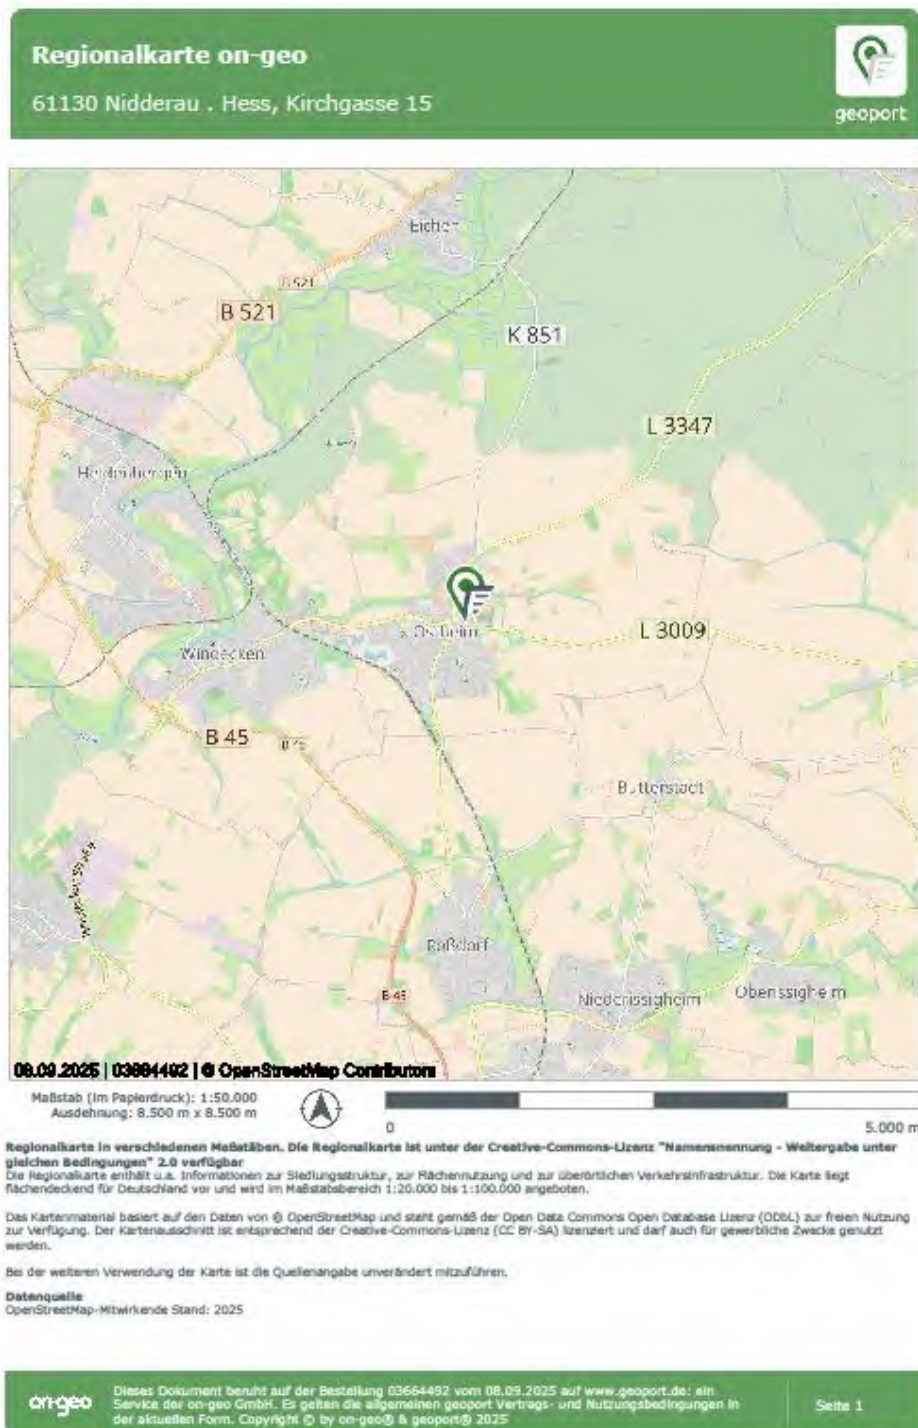 Regionalkarte on-geo
61130 Nidderau . Hess, Kirchgasse 15
geoport
Eichen
B 521
B 521
K 851
L 3347
Heldenbergen
Ostheim
L 3009
Windecken
B 45
B 45
Butterstadt
Roßdorf
B 45
Niederissigheim
Oberissigheim
08.09.2025 | 03664492 | © OpenStreetMap Contributors
Maßstab (im Papierdruck): 1:50.000
Ausdehnung: 8.500 m x 8.500 m
0
5.000 m
Regionalkarte in verschiedenen Maßstäben. Die Regionalkarte ist unter der Creative-Commons-Lizenz "Namensnennung - Weitergabe unter
gleichen Bedingungen" 2.0 verfügbar
Die Regionalkarte enthält u.a. Informationen zur Siedlungsstruktur, zur Flächennutzung und zur überörtlichen Verkehrsinfrastruktur. Die Karte liegt
flächendeckend für Deutschland vor und wird im Maßstabsbereich 1:20.000 bis 1:100.000 angeboten.
Das Kartenmaterial basiert auf den Daten von © OpenStreetMap und steht gemäß der Open Data Commons Open Database Lizenz (ODbL) zur freien Nutzung
zur Verfügung. Der Kartenausschnitt ist entsprechend der Creative-Commons-Lizenz (CC BY-SA) lizenziert und darf auch für gewerbliche Zwecke genutzt
werden.
Bei der weiteren Verwendung der Karte ist die Quellenangabe unverändert mitzuführen.
Datenquelle
OpenStreetMap-Mitwirkende Stand: 2025
on-geo
Dieses Dokument beruht auf der Bestellung 03664492 vom 08.09.2025 auf www.geoport.de: ein
Service der on-geo GmbH. Es gelten die allgemeinen geoport Vertrags- und Nutzungsbedingungen in
der aktuellen Form. Copyright © by on-geo® & geoport® 2025
Seite 1